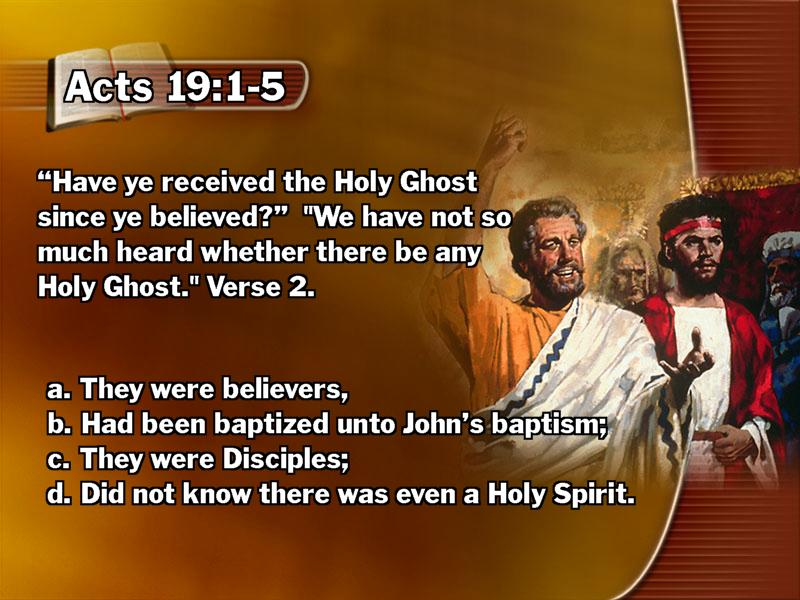 Acts 19:1-5
“Have ye received the Holy Ghost
since ye believed?” "We have not so
much heard whether there be any
Holy Ghost." Verse 2.
a. They were believers,
b. Had been baptized unto John’s baptism;
c. They were Disciples;
d. Did not know there was even a Holy Spirit.